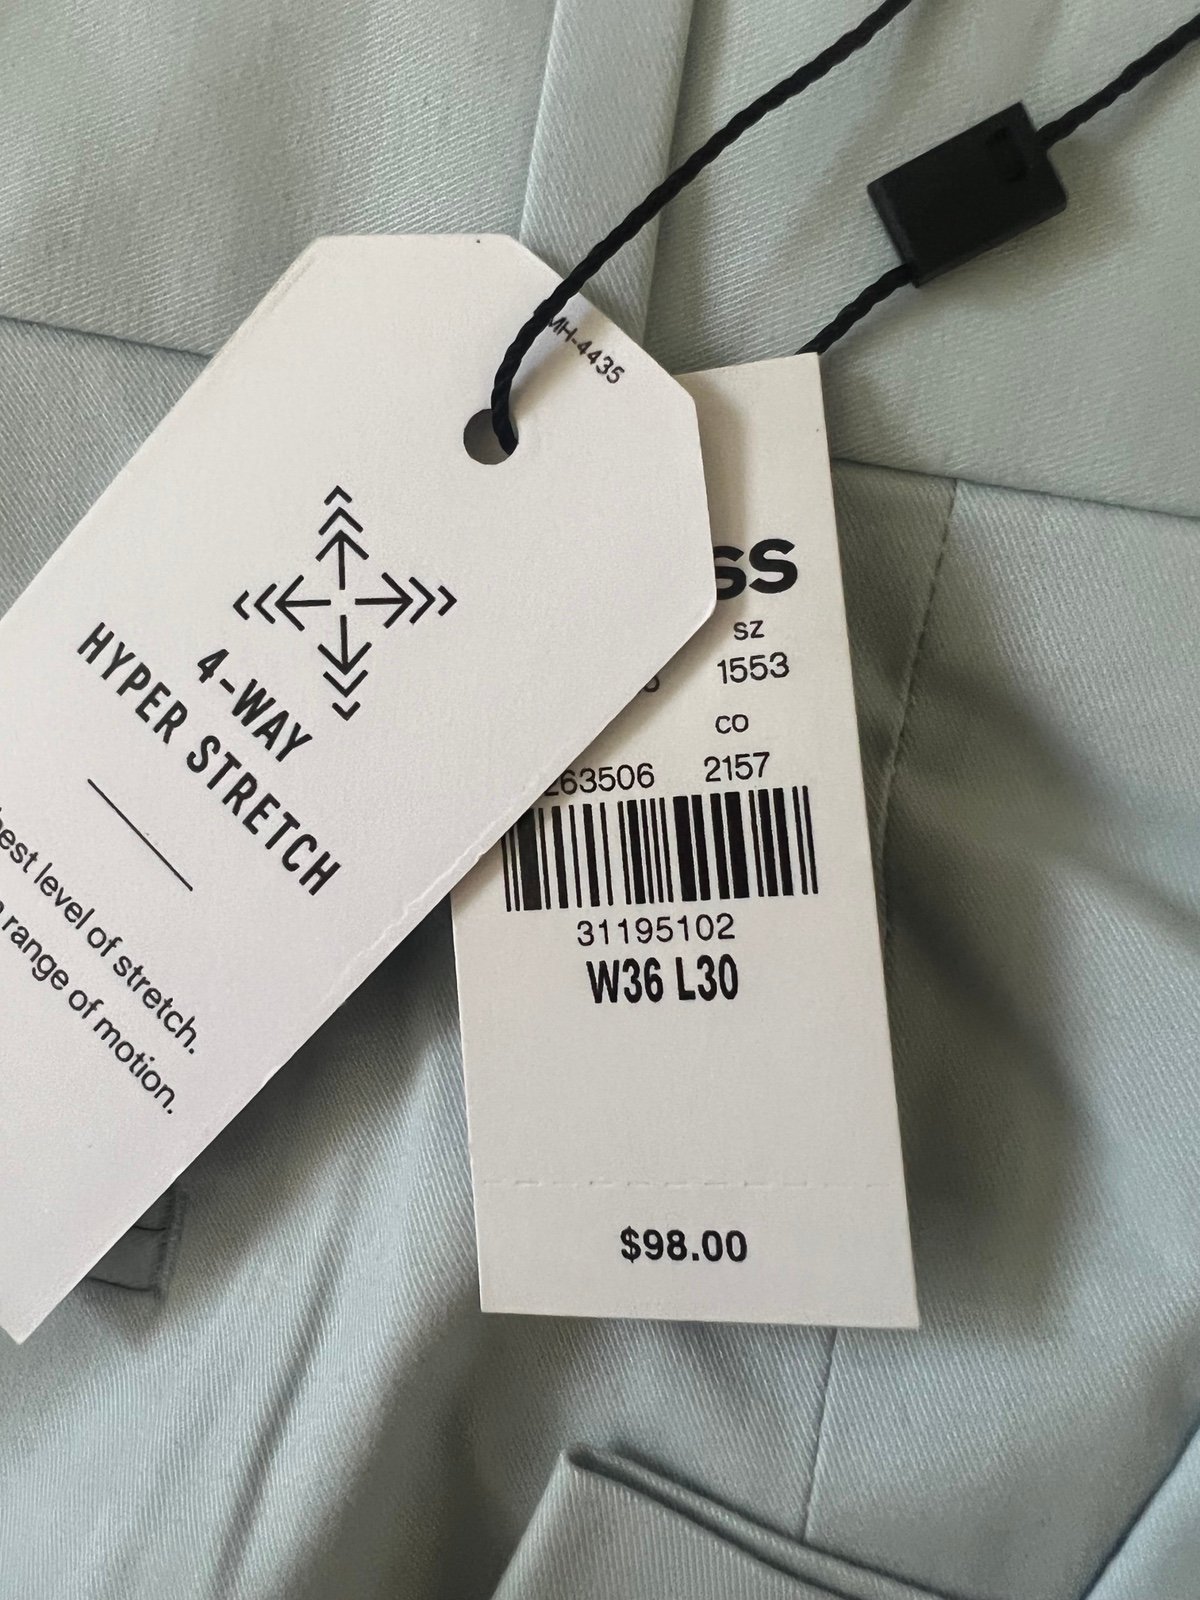 MH-4435
4-WAY
HYPER STRETCH
best level of stretch.
range of motion.
ss
sz
1553
co
263506 2157
31195102
W36 L30
$98.00